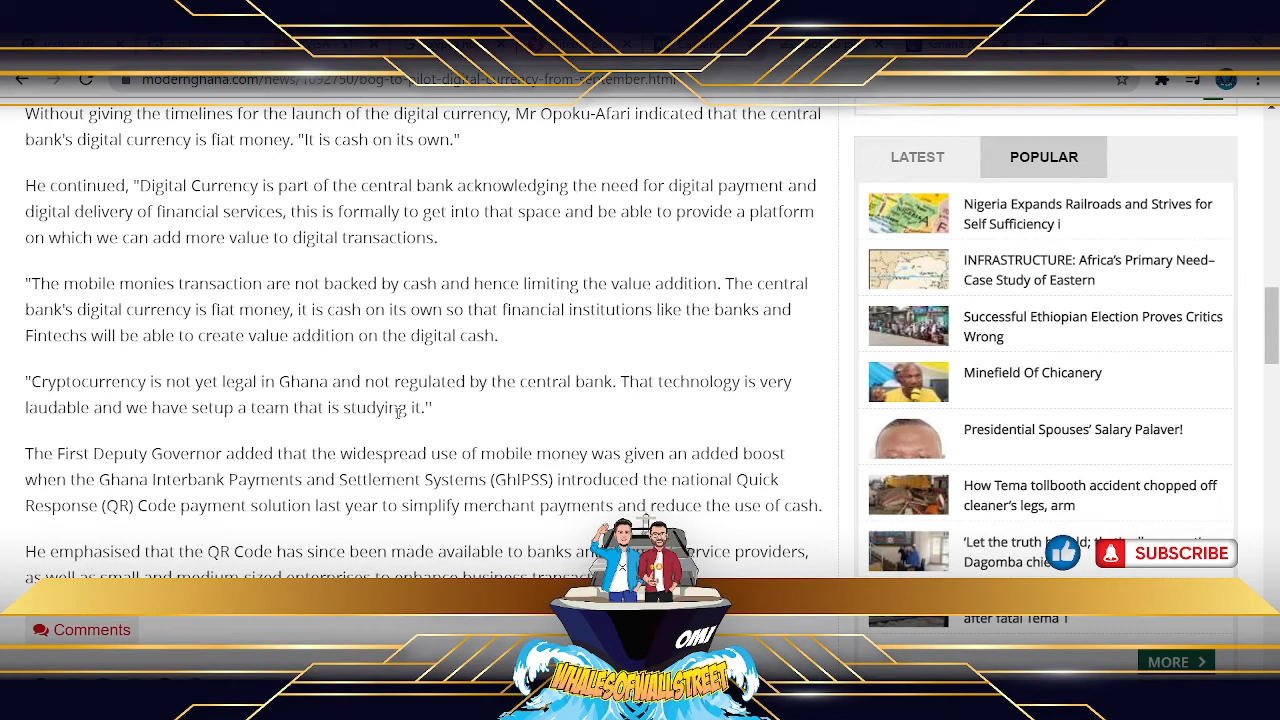 modernghana.com/news/1092750/bog-to-pilot-digital-currency-from-september.html
Without giving the timelines for the launch of the digital currency, Mr Opoku-Afari indicated that the central
bank's digital currency is fiat money. "It is cash on its own."
He continued, "Digital Currency is part of the central bank acknowledging the need for digital payment and
digital delivery of financial services, this is formally to get into that space and be able to provide a platform
on which we can add more value to digital transactions.
"The mobile monies transaction are not backed by cash and hence limiting the value addition. The central
bank's digital currency is fiat money, it is cash on its own so that financial institutions like the banks and
Fintechs will be able to create value addition on the digital cash.
"Cryptocurrency is not yet legal in Ghana and not regulated by the central bank. That technology is very
laudable and we have setup a team that is studying it.''
The First Deputy Governor added that the widespread use of mobile money was given an added boost
when the Ghana Interbank Payments and Settlement Systems (GhIPSS) introduced the national Quick
Response (QR) Code payment solution last year to simplify merchant payments and reduce the use of cash.
He emphasised that the QR Code has since been made available to banks and service providers,
as well as small and medium-sized enterprises to enhance business
Comments
LATEST
POPULAR
Nigeria Expands Railroads and Strives for
Self Sufficiency i
INFRASTRUCTURE: Africa's Primary Need–
Case Study of Eastern
Successful Ethiopian Election Proves Critics
Wrong
Minefield Of Chicanery
Presidential Spouses' Salary Palaver!
How Tema tollbooth accident chopped off
cleaner's legs, arm
'Let the truth
Dagomba
SUBSCRIBE
after fatal Tema
MORE
OMI
WHALESOFWALLSTREET